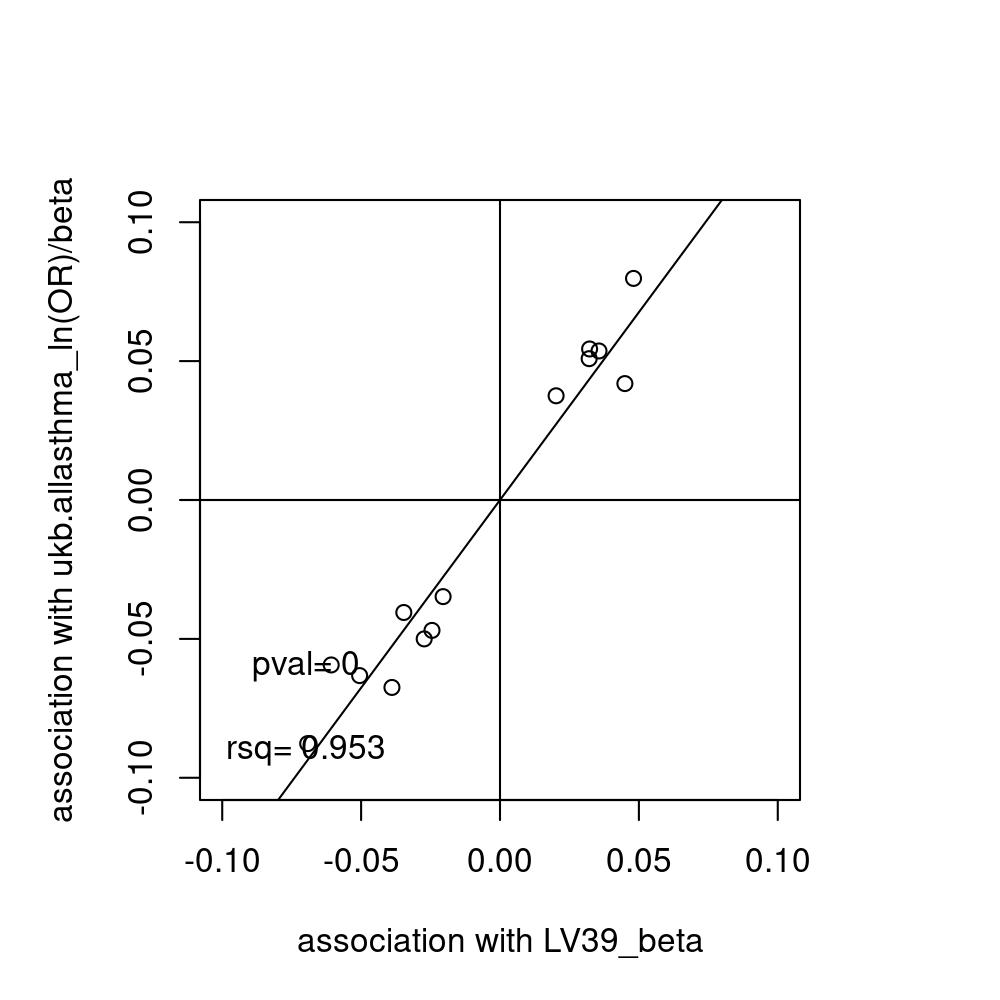 association with ukb.allasthma_ln(OR)/beta
0.10
0.05
0.00
-0.05
-0.10
pval= 0
rsq= 0.953
-0.10 -0.05 0.00 0.05 0.10
association with LV39_beta